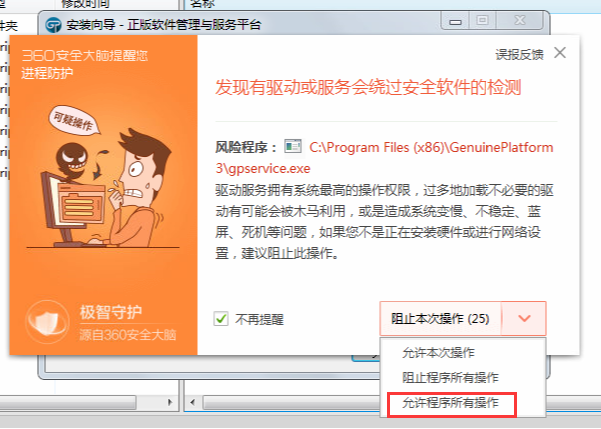 修改时间
名称
件夹
安装向导 - 正版软件管理与服务平台
360安全大脑提醒您
进程防护
误报反馈
可疑操作
发现有驱动或服务会绕过安全软件的检测
风险程序： C:\Program Files (x86)\GenuinePlatform
3\gpservice.exe
驱动服务拥有系统最高的操作权限，过多地加载不必要的驱
动有可能会被木马利用，或是造成系统变慢、不稳定、蓝
屏、死机等问题，如果您不是正在安装硬件或进行网络设
置，建议阻止此操作。
极智守护
源自360安全大脑
不再提醒
阻止本次操作 (25)
允许本次操作
阻止程序所有操作
允许程序所有操作